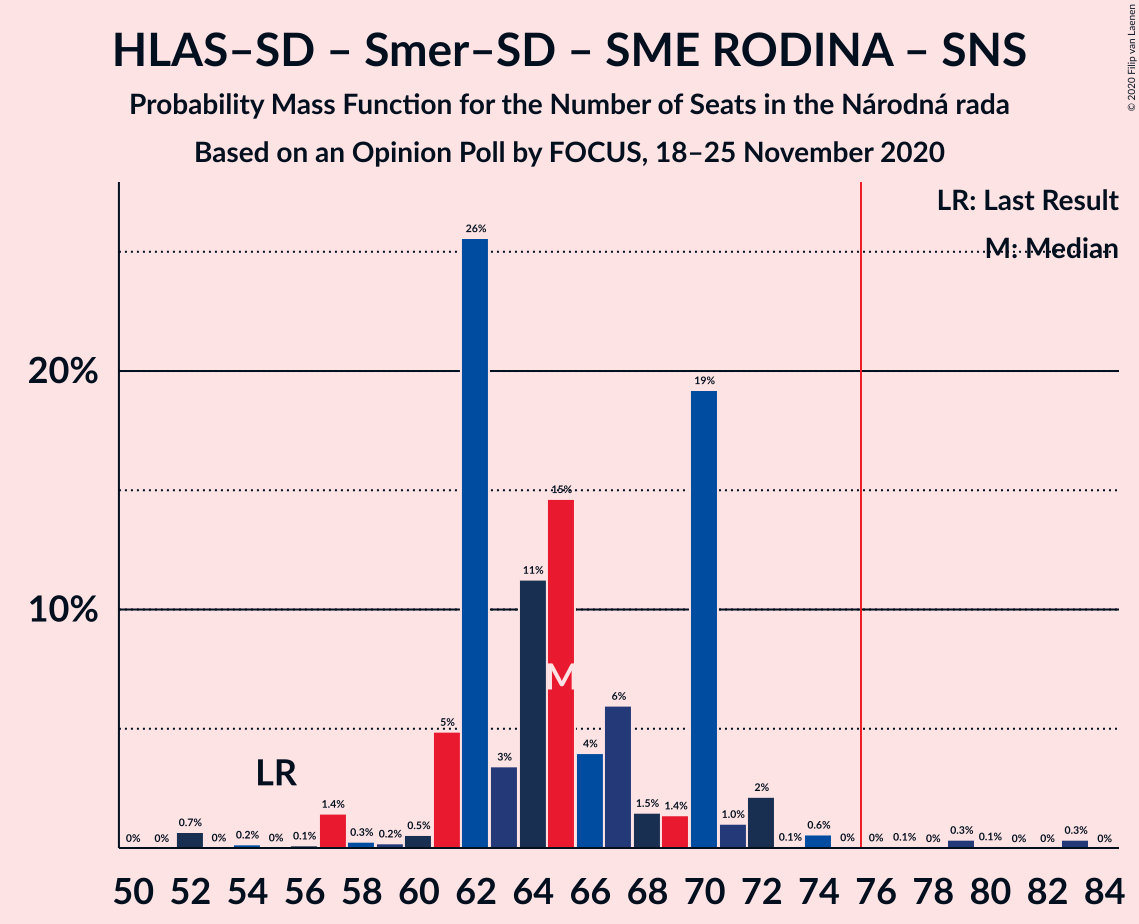 HLAS–SD – Smer–SD – SME RODINA – SNS
Probability Mass Function for the Number of Seats in the Národná rada
Based on an Opinion Poll by FOCUS, 18–25 November 2020
© 2020 Filip van Laenen
LR: Last Result
M: Median
26%
20%
19%
15%
11%
10%
M
6%
5%
4%
3%
LR
2%
0% 0% 0.7% 0% 0.2% 0% 0.1% 1.4% 0.3% 0.2% 0.5% 1.5% 1.4% 1.0% 0.1% 0.6% 0% 0% 0.1% 0% 0.3% 0.1% 0% 0% 0.3% 0%
50 52 54 56 58 60 62 64 66 68 70 72 74 76 78 80 82 84